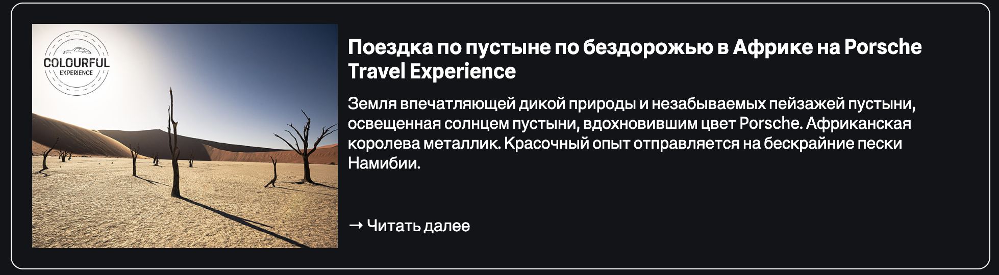 COLOURFUL
EXPERIENCE
Поездка по пустыне по бездорожью в Африке на Porsche
Travel Experience
Земля впечатляющей дикой природы и незабываемых пейзажей пустыни,
освещенная солнцем пустыни, вдохновившим цвет Porsche. Африканская
королева металлик. Красочный опыт отправляется на бескрайние пески
Намибии.
→ Читать далее